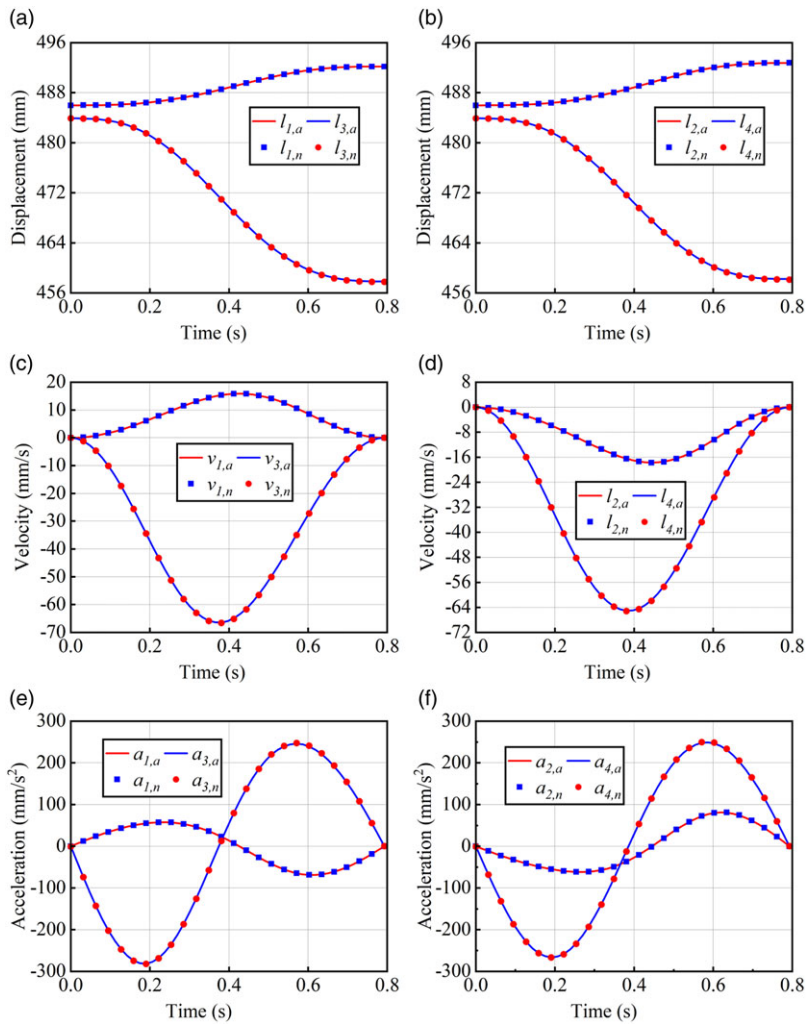 (a)
496
488
480
472
464
456
Displacement (mm)
l1,a l3,a
l1,n l3,n
0.0 0.2 0.4 0.6 0.8
Time (s)
(b)
496
488
480
472
464
456
Displacement (mm)
l2,a l4,a
l2,n l4,n
0.0 0.2 0.4 0.6 0.8
Time (s)
(c)
20
10
0
-10
-20
-30
-40
-50
-60
-70
Velocity (mm/s)
v1,a v3,a
v1,n v3,n
0.0 0.2 0.4 0.6 0.8
Time (s)
(d)
8
0
-8
-16
-24
-32
-40
-48
-56
-64
-72
Velocity (mm/s)
l2,a l4,a
l2,n l4,n
0.0 0.2 0.4 0.6 0.8
Time (s)
(e)
300
200
100
0
-100
-200
-300
Acceleration (mm/s²)
a1,a a3,a
a1,n a3,n
0.0 0.2 0.4 0.6 0.8
Time (s)
(f)
300
200
100
0
-100
-200
-300
Acceleration (mm/s²)
a2,a a4,a
a2,n a4,n
0.0 0.2 0.4 0.6 0.8
Time (s)